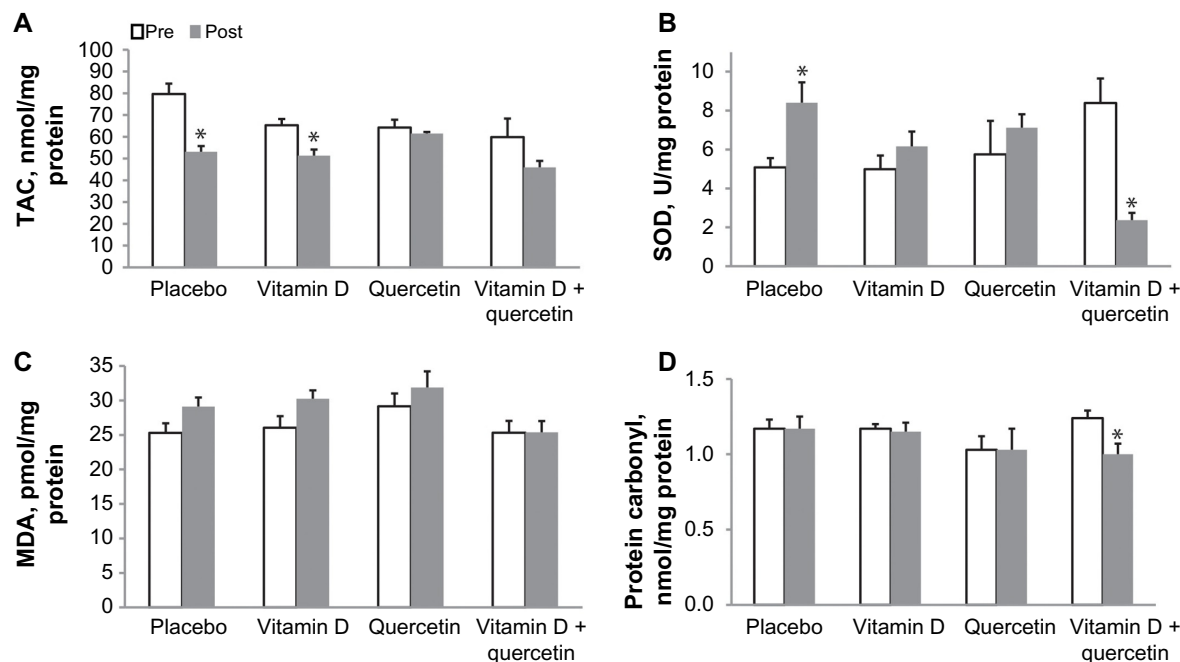 A
Pre Post
TAC, nmol/mg
protein
100
90
80
70
60
50
40
30
20
10
0
*
*
Placebo Vitamin D Quercetin Vitamin D +
quercetin
B
SOD, U/mg protein
10
8
6
4
2
0
*
*
Placebo Vitamin D Quercetin Vitamin D +
quercetin
C
MDA, pmol/mg
protein
35
30
25
20
15
10
5
0
Placebo Vitamin D Quercetin Vitamin D +
quercetin
D
Protein carbonyl,
nmol/mg protein
1.5
1.0
0.5
0.0
*
Placebo Vitamin D Quercetin Vitamin D +
quercetin